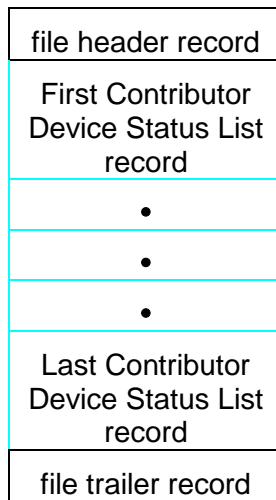 file header record
First Contributor
Device Status List
record
•
•
•
Last Contributor
Device Status List
record
file trailer record